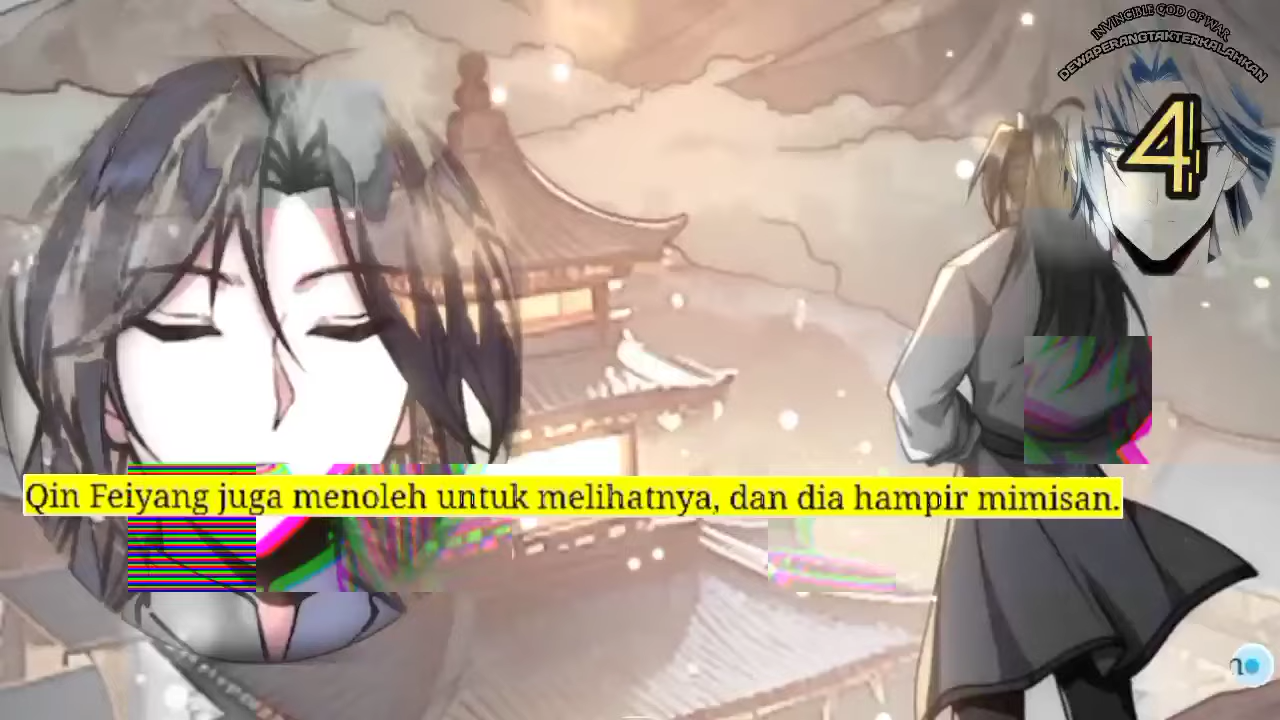 INVINCIBLE GOD OF WAR
DEWAPERANGTAKTERKALAHKAN
4
Qin Feiyang juga menoleh untuk melihatnya, dan dia hampir mimisan.